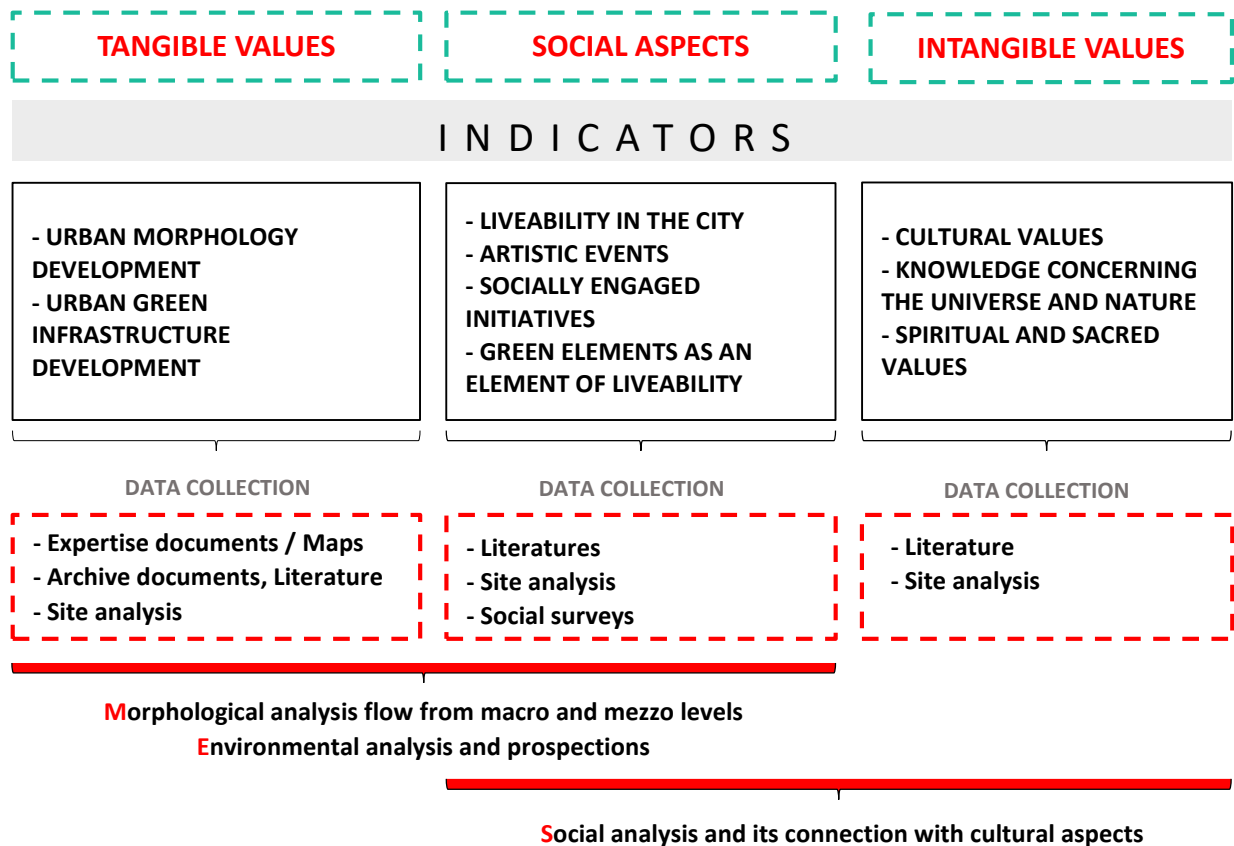 TANGIBLE VALUES
SOCIAL ASPECTS
INTANGIBLE VALUES
INDICATORS
- URBAN MORPHOLOGY
DEVELOPMENT
- URBAN GREEN
INFRASTRUCTURE
DEVELOPMENT
- LIVEABILITY IN THE CITY
- ARTISTIC EVENTS
- SOCIALLY ENGAGED
INITIATIVES
- GREEN ELEMENTS AS AN
ELEMENT OF LIVEABILITY
- CULTURAL VALUES
- KNOWLEDGE CONCERNING
THE UNIVERSE AND NATURE
- SPIRITUAL AND SACRED
VALUES
DATA COLLECTION
DATA COLLECTION
DATA COLLECTION
- Expertise documents / Maps
- Archive documents, Literature
- Site analysis
- Literatures
- Site analysis
- Social surveys
- Literature
- Site analysis
Morphological analysis flow from macro and mezzo levels
Environmental analysis and prospections
Social analysis and its connection with cultural aspects